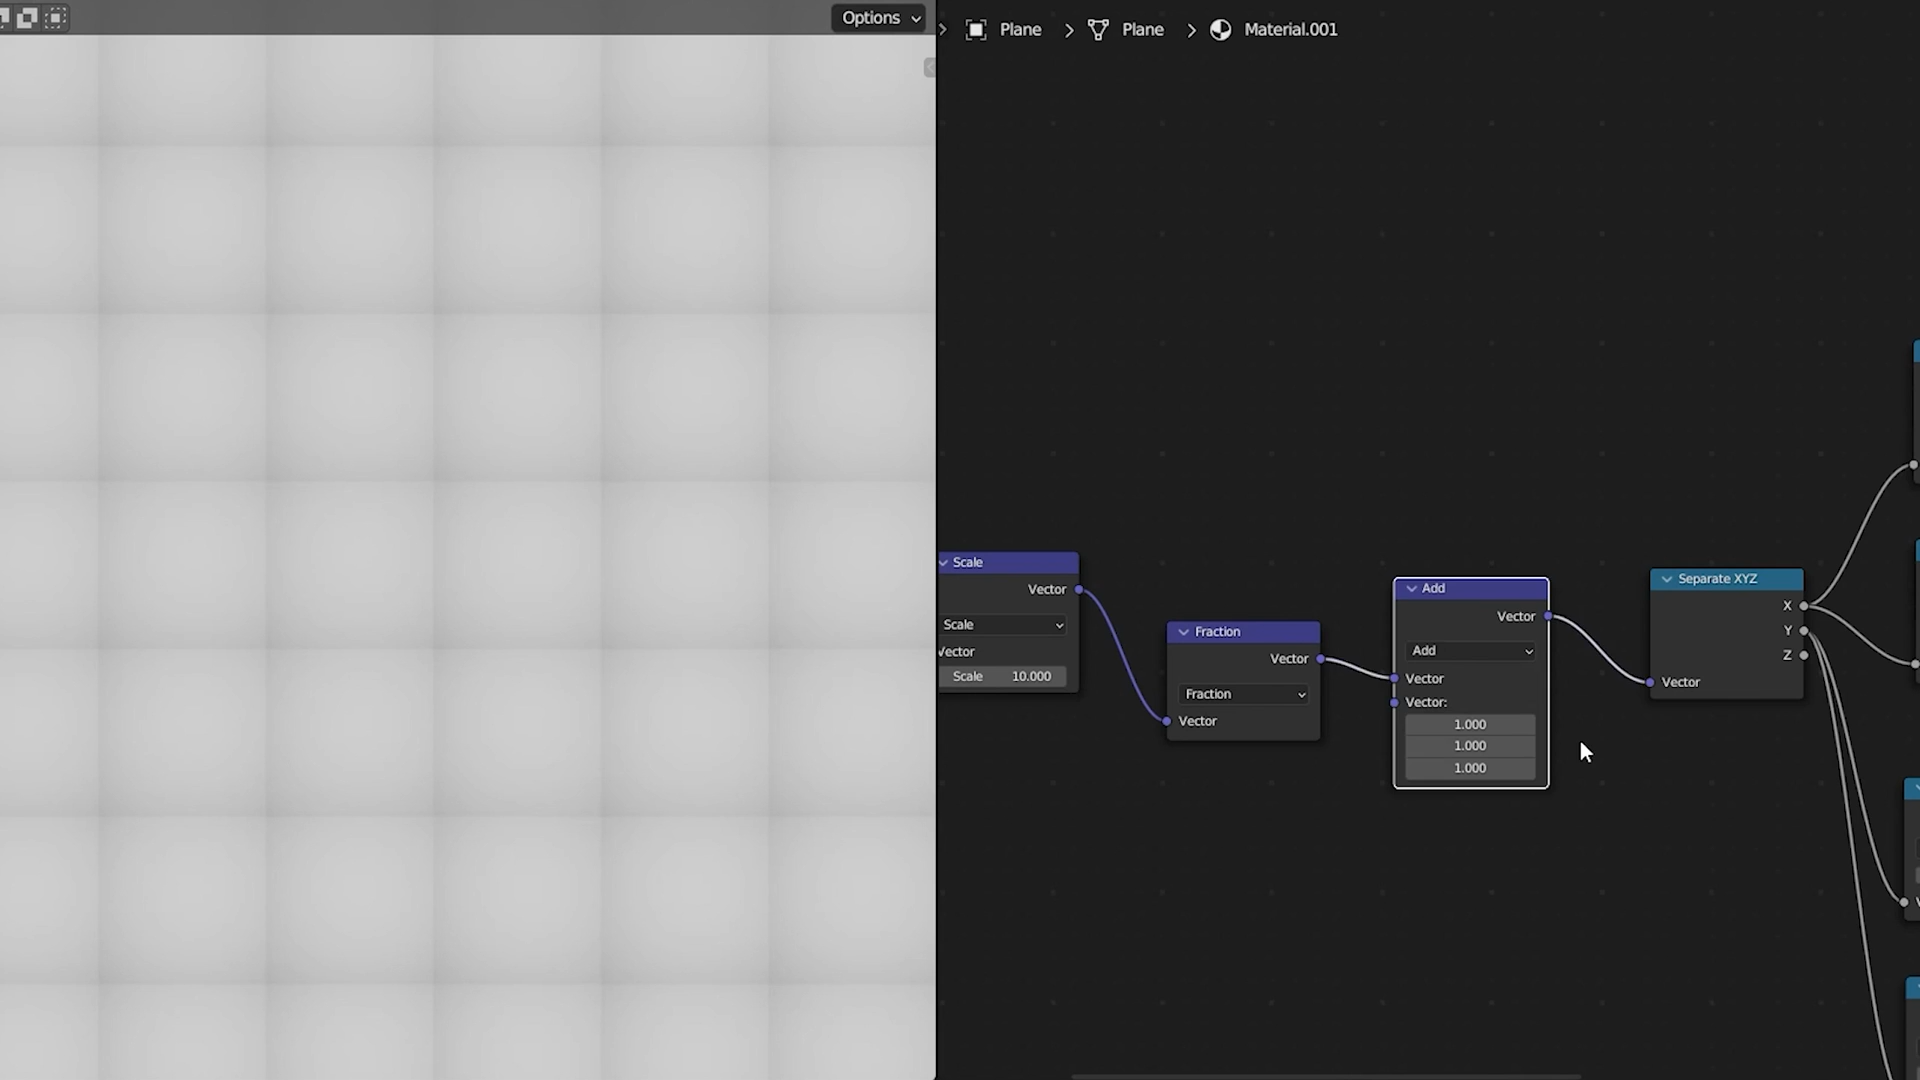 Options
Plane
Plane
Material.001
Scale
Vector
Scale
Vector
Scale 10.000
Fraction
Vector
Fraction
Vector
Add
Vector
Add
Vector
Vector:
1.000
1.000
1.000
Separate XYZ
X
Y
Z
Vector